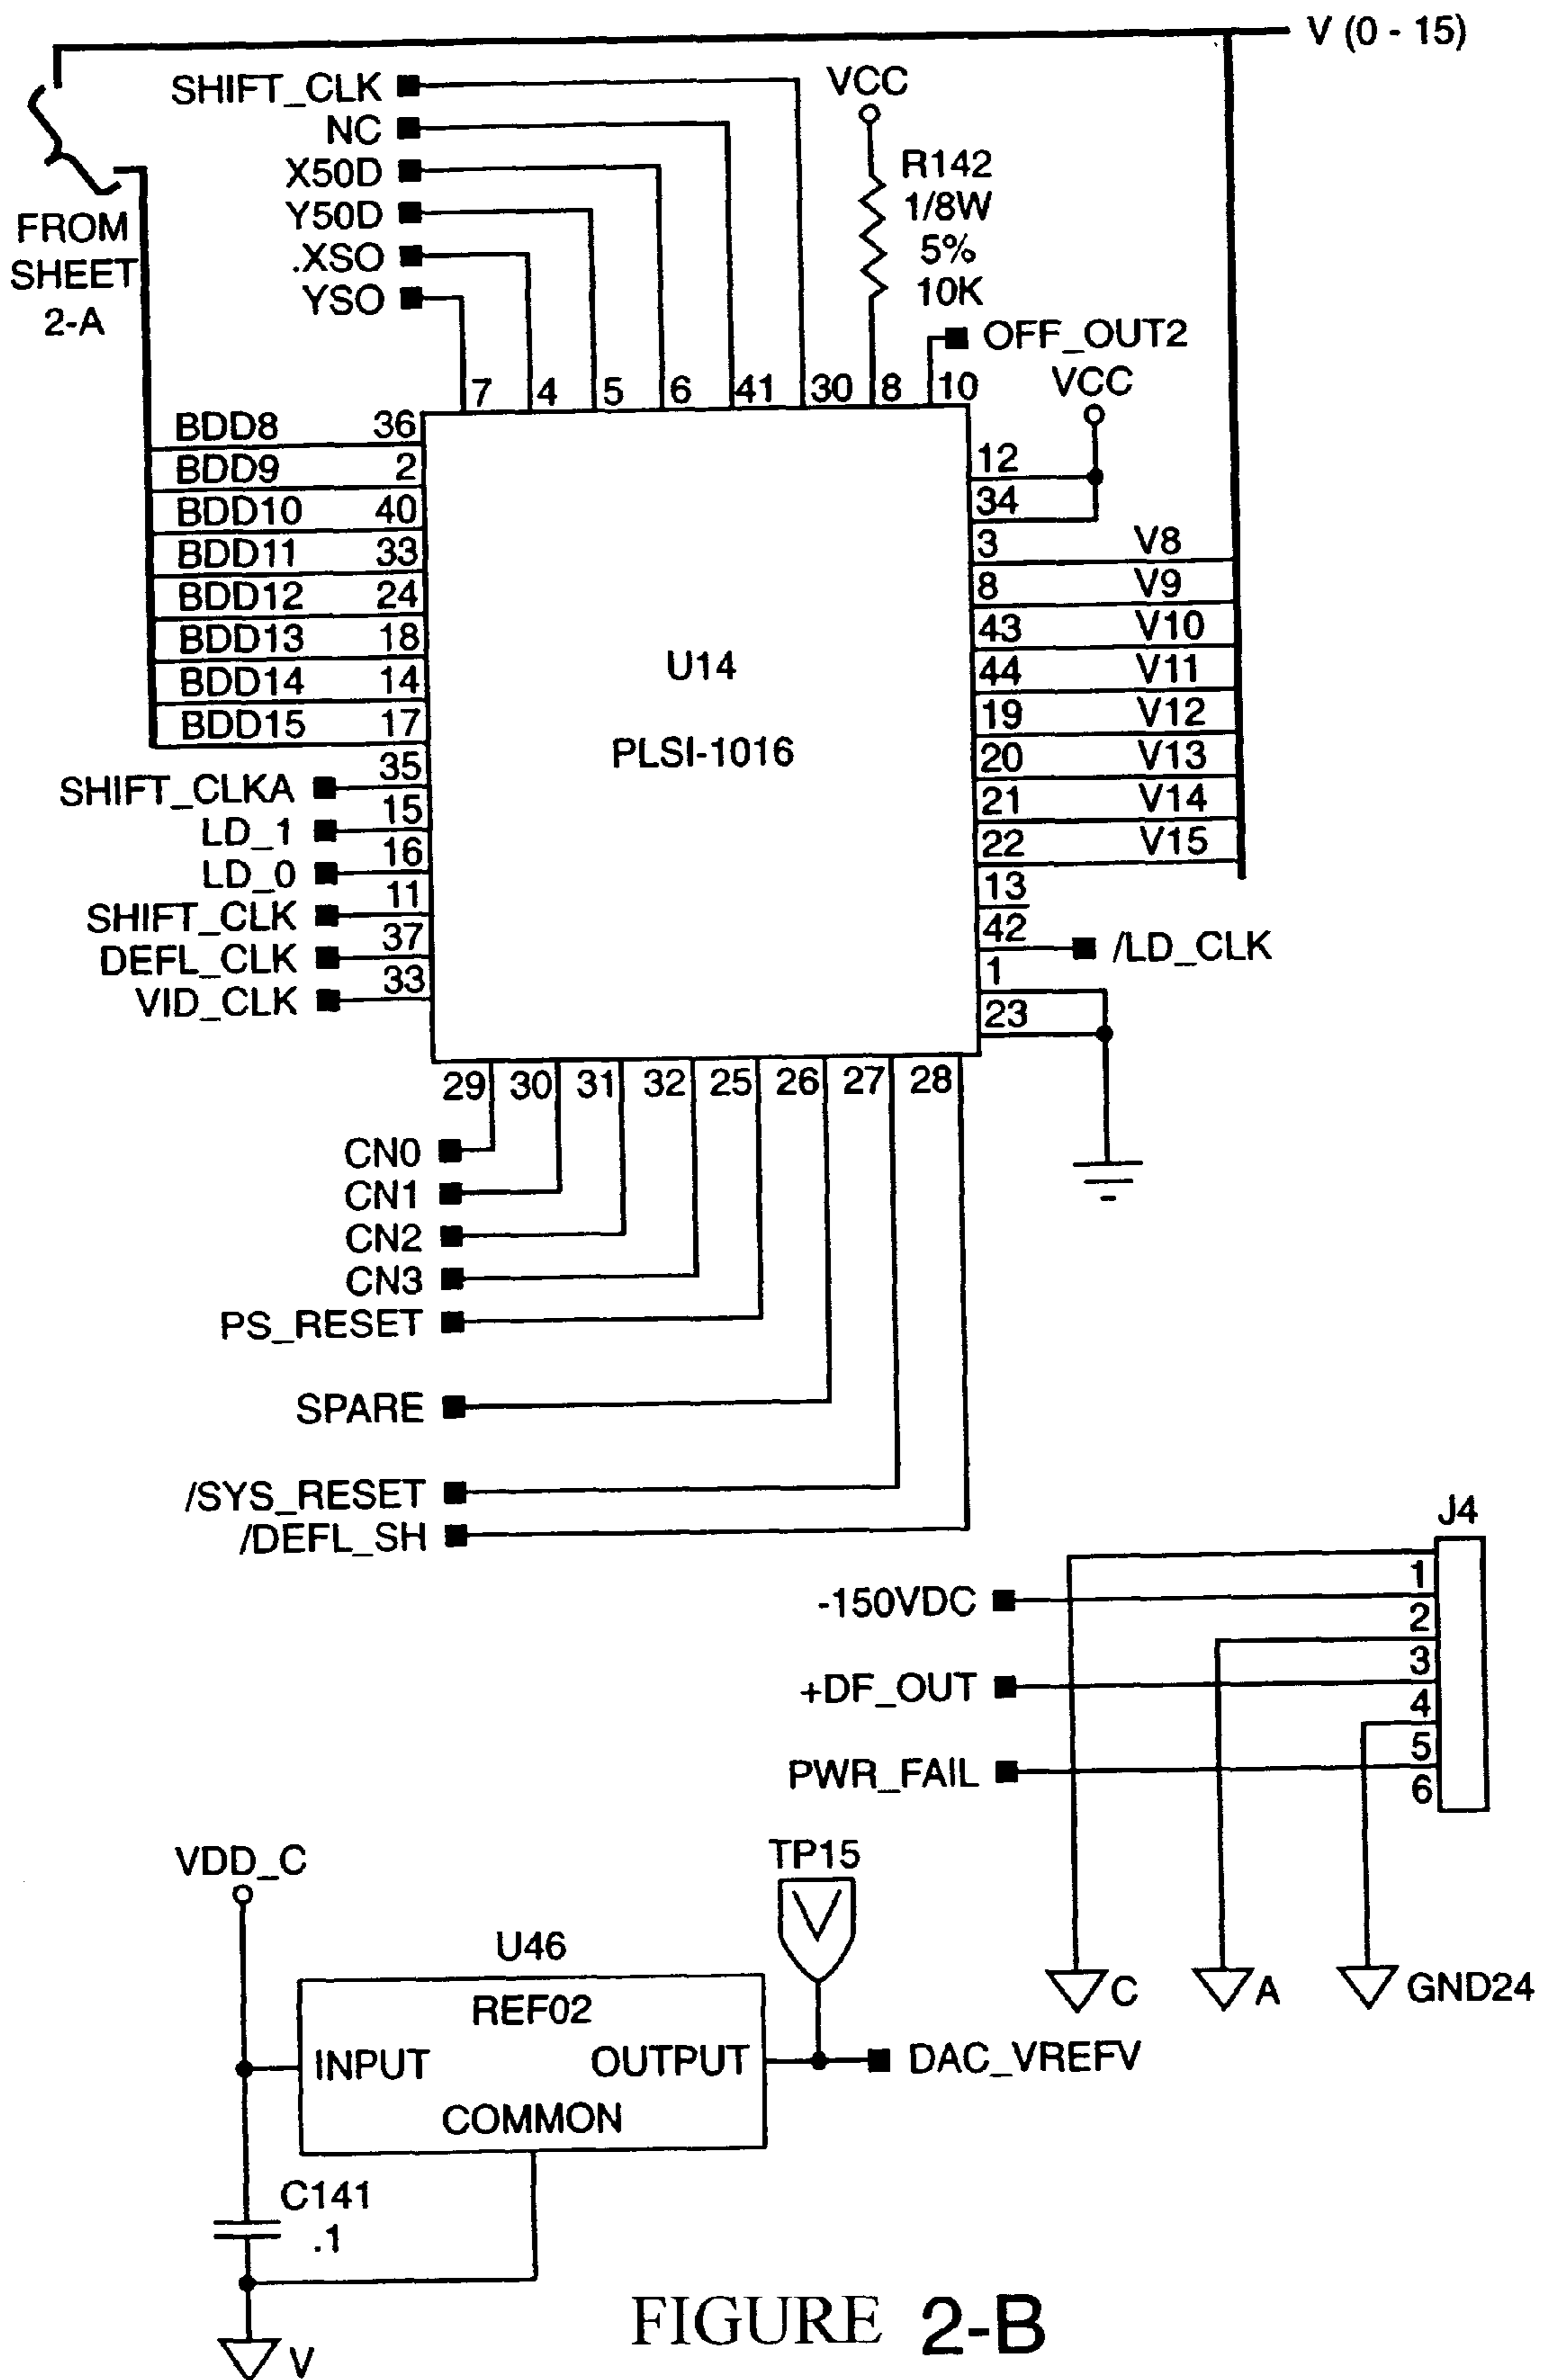 V (0 - 15)
SHIFT_CLK
NC
X50D
Y50D
.XSO
YSO
FROM
SHEET
2-A
VCC
R142
1/8W
5%
10K
OFF_OUT2
VCC
7 4 5 6 41 30 8 10
BDD8 36
BDD9 2
BDD10 40
BDD11 33
BDD12 24
BDD13 18
BDD14 14
BDD15 17
SHIFT_CLKA 35
LD_1 15
LD_0 16
SHIFT_CLK 11
DEFL_CLK 37
VID_CLK 33
U14
PLSI-1016
12
34
3 V8
8 V9
43 V10
44 V11
19 V12
20 V13
21 V14
22 V15
13
42 /LD_CLK
1
23
29 30 31 32 25 26 27 28
CN0
CN1
CN2
CN3
PS_RESET
SPARE
/SYS_RESET
/DEFL_SH
J4
1
-150VDC 2
3
+DF_OUT 4
5
PWR_FAIL 6
C
A
GND24
VDD_C
TP15
V
U46
REF02
INPUT OUTPUT
COMMON
DAC_VREFV
C141
.1
V
FIGURE 2-B